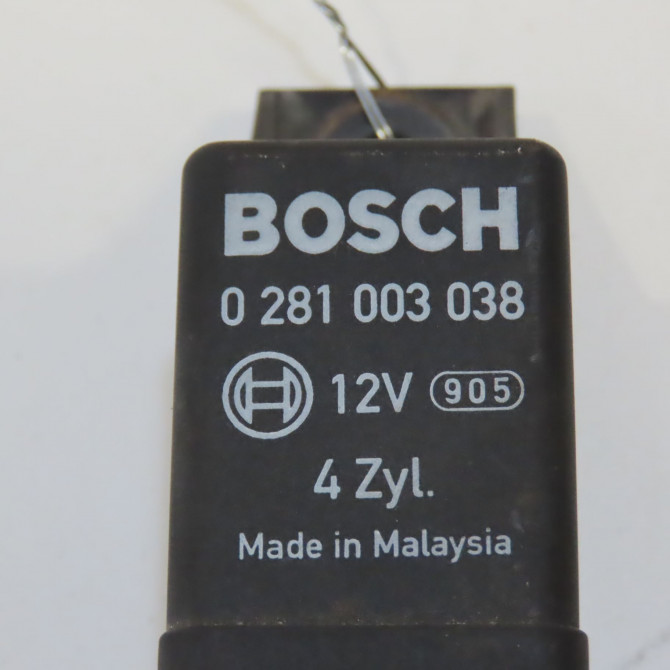 BOSCH
0 281 003 038
12V 905
4 Zyl.
Made in Malaysia